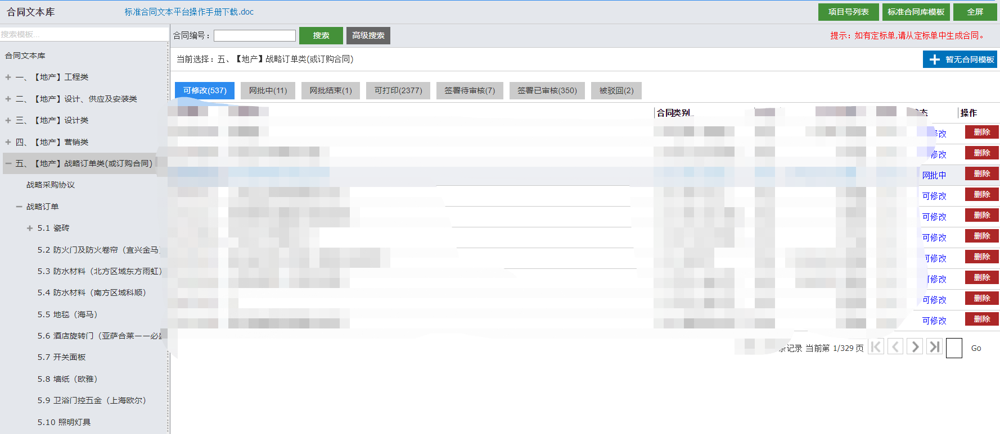 合同文本库 标准合同文本平台操作手册下载.doc 项目号列表 标准合同库模板 全屏
搜索模板...
合同文本库
一、【地产】工程类
二、【地产】设计、供应及安装类
三、【地产】设计类
四、【地产】营销类
五、【地产】战略订单类(或订购合同)
战略采购协议
战略订单
5.1 瓷砖
5.2 防火门及防火卷帘（宜兴金马）
5.3 防水材料（北方区域东方雨虹）
5.4 防水材料（南方区域科顺）
5.5 地毯（海马）
5.6 酒店旋转门（亚萨合莱——必盛
5.7 开关面板
5.8 墙纸（欧雅）
5.9 卫浴门控五金（上海欧尔）
5.10 照明灯具
合同编号： 搜索 高级搜索 提示：如有定标单,请从定标单中生成合同。
当前选择：五、【地产】战略订单类(或订购合同) 暂无合同模板
可修改(537) 网批中(11) 网批结束(1) 可打印(2377) 签署待审核(7) 签署已审核(350) 被驳回(2)
合同类别 态 操作
修改 删除
修改 删除
网批中 删除
可修改 删除
可修改 删除
可修改 删除
可修改 删除
可修改 删除
可修改 删除
可修改 删除
条记录 当前第 1/329 页 Go